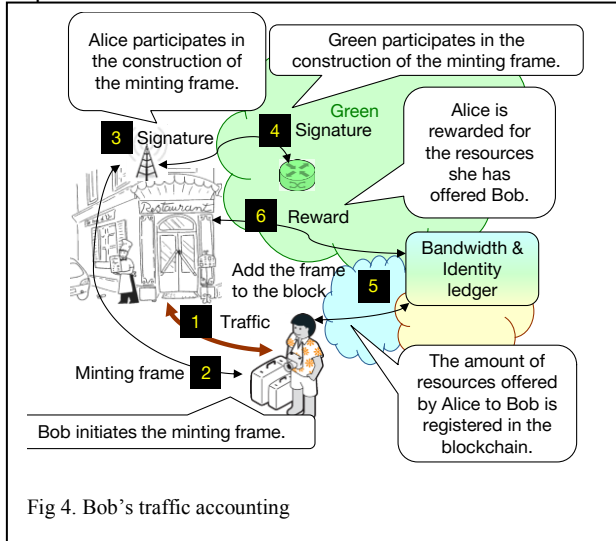 Alice participates in
the construction of
the minting frame.
Green participates in the
construction of the minting frame.
Green
3 Signature
4 Signature
Alice is
rewarded for
the resources
she has
offered Bob.
Restaurant
6 Reward
Bandwidth &
Identity
ledger
Add the frame
to the block
5
1 Traffic
Minting frame 2
The amount of
resources offered
by Alice to Bob is
registered in the
blockchain.
Bob initiates the minting frame.
Fig 4. Bob's traffic accounting